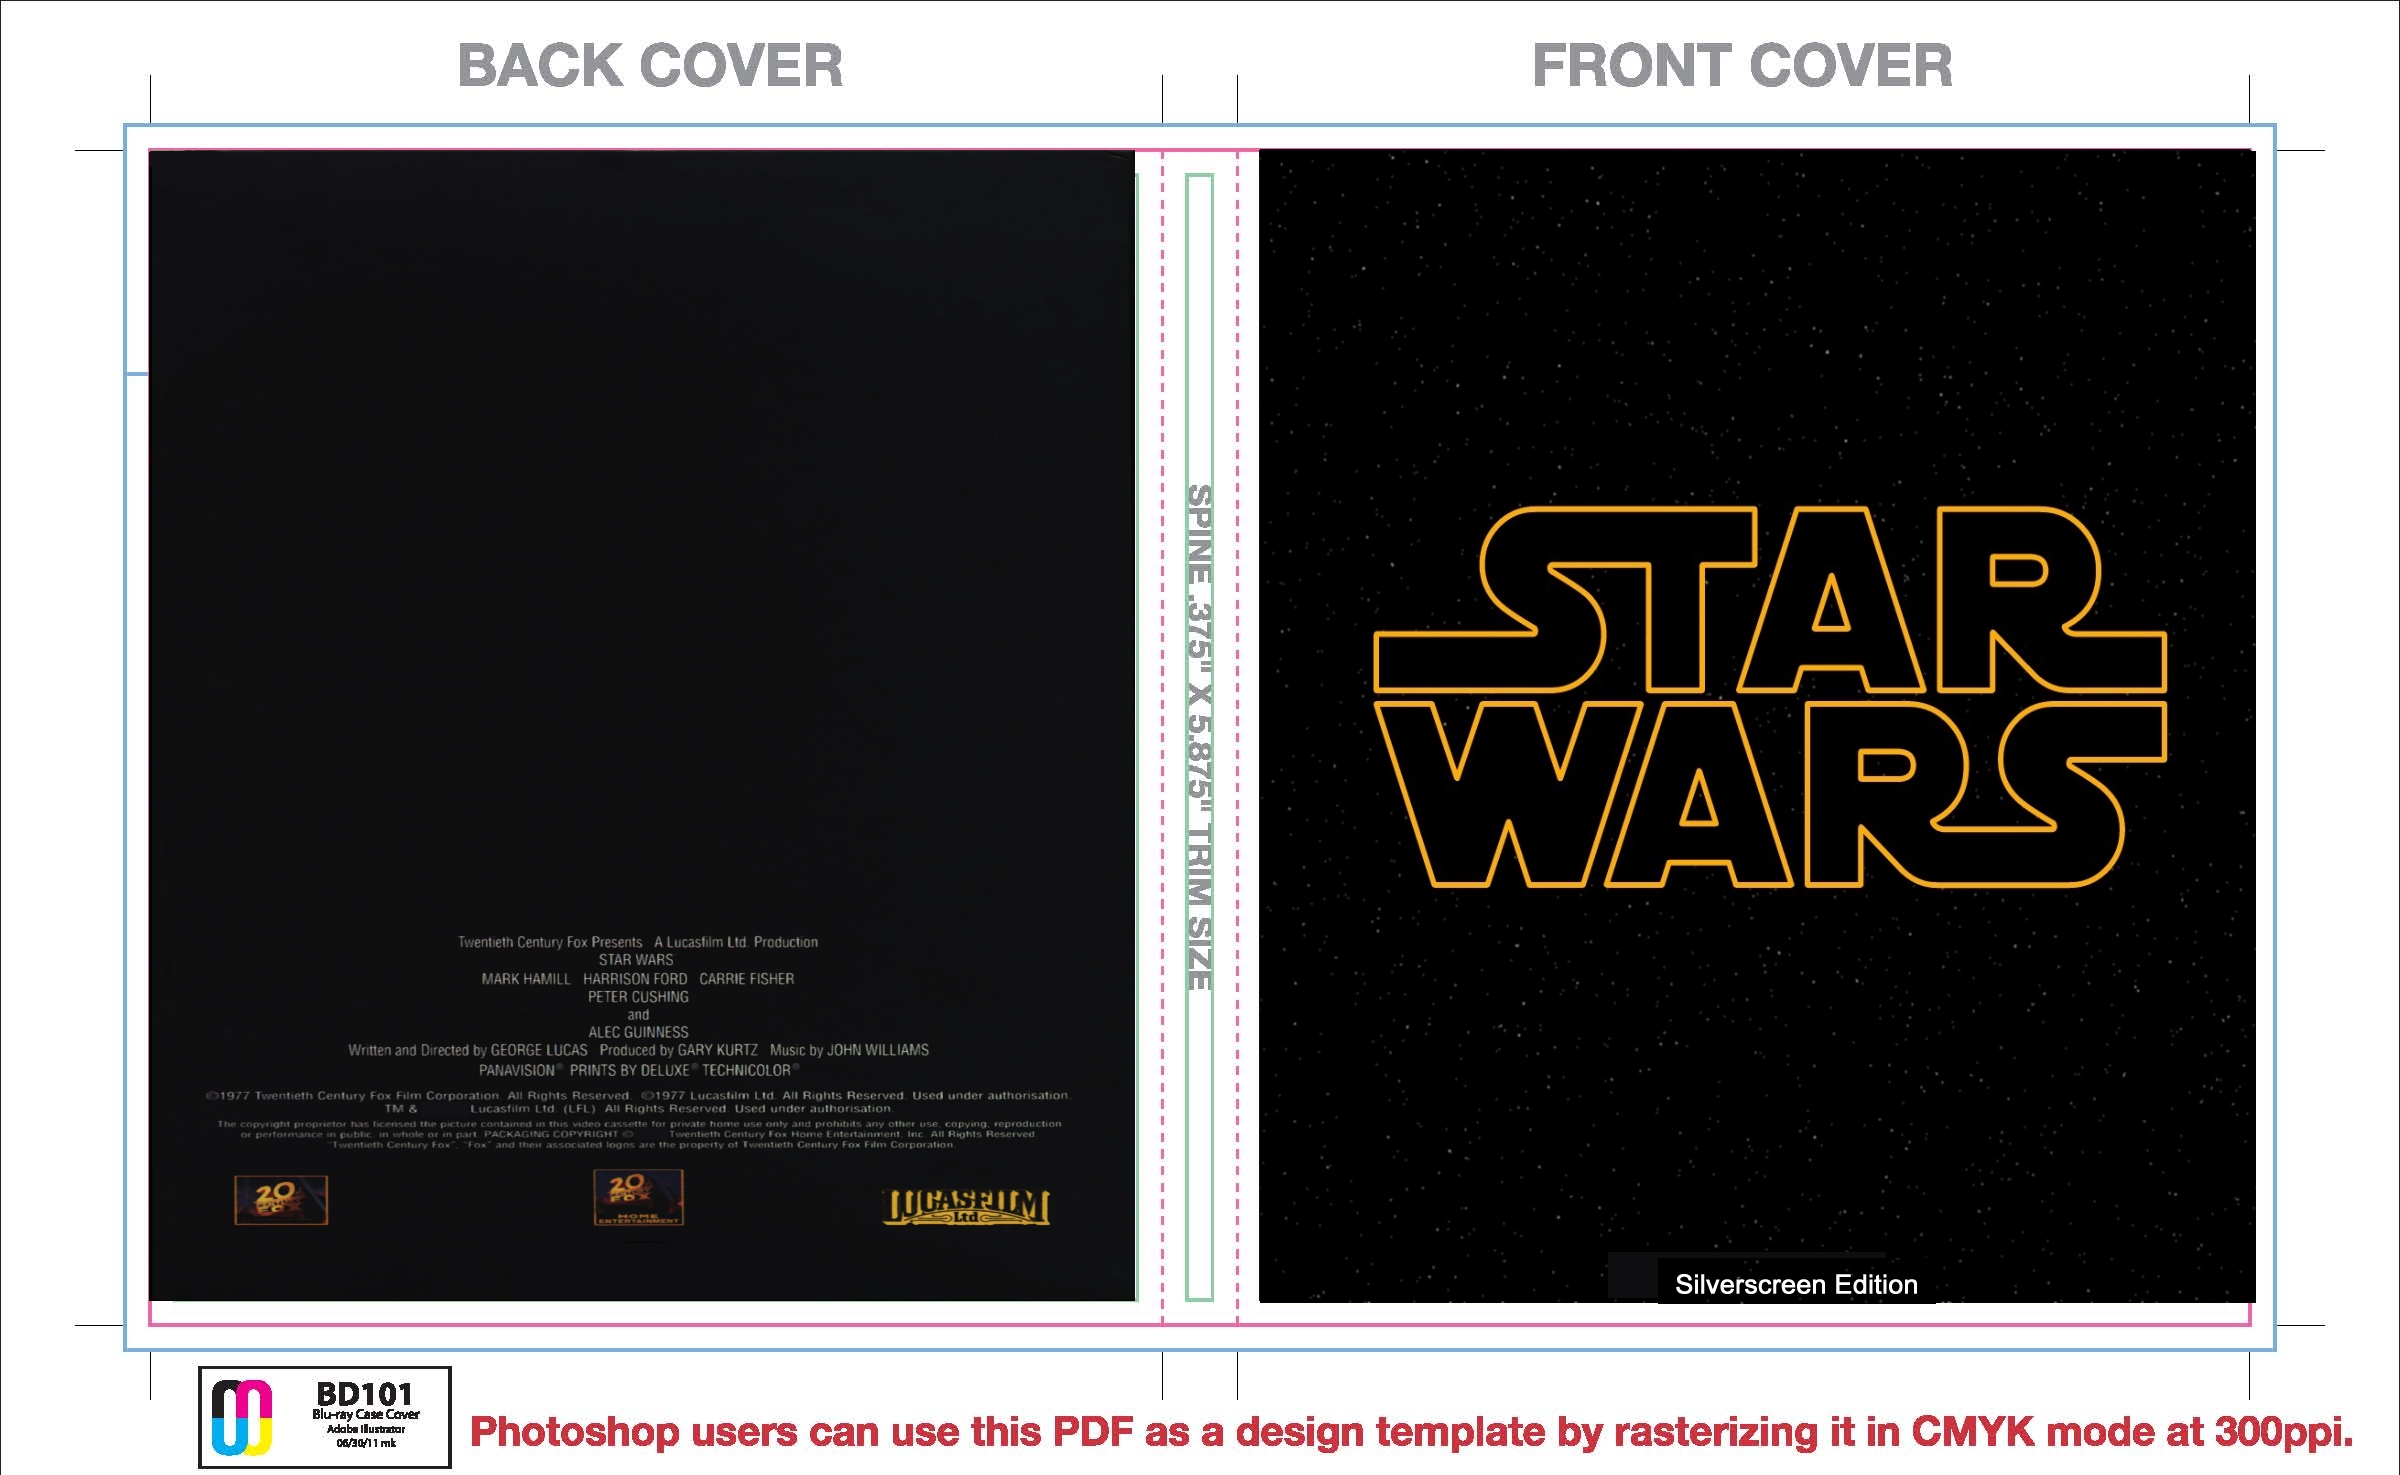 BACK COVER
FRONT COVER
STAR
WARS
SPINE .375" X 5.875" TRIM SIZE
Twentieth Century Fox Presents A Lucasfilm Ltd. Production
STAR WARS
MARK HAMILL HARRISON FORD CARRIE FISHER
PETER CUSHING
and
ALEC GUINNESS
Written and Directed by GEORGE LUCAS Produced by GARY KURTZ Music by JOHN WILLIAMS
PANAVISION® PRINTS BY DELUXE® TECHNICOLOR®
©1977 Twentieth Century Fox Film Corporation. All Rights Reserved. ©1977 Lucasfilm Ltd. All Rights Reserved. Used under authorisation.
TM & Lucasfilm Ltd. (LFL) All Rights Reserved. Used under authorisation.
The copyright proprietor has licensed the picture contained in this video cassette for private home use only and prohibits any other use, copying, reproduction
or performance in public, in whole or in part. PACKAGING COPYRIGHT © Twentieth Century Fox Home Entertainment, Inc. All Rights Reserved.
"Twentieth Century Fox", "Fox" and their associated logos are the property of Twentieth Century Fox Film Corporation.
20
CENTURY
FOX
20
CENTURY
FOX
HOME
ENTERTAINMENT
LUCASFILM
Ltd
Silverscreen Edition
BD101
Blu-ray Case Cover
Adobe Illustrator
06/30/11 mk
Photoshop users can use this PDF as a design template by rasterizing it in CMYK mode at 300ppi.